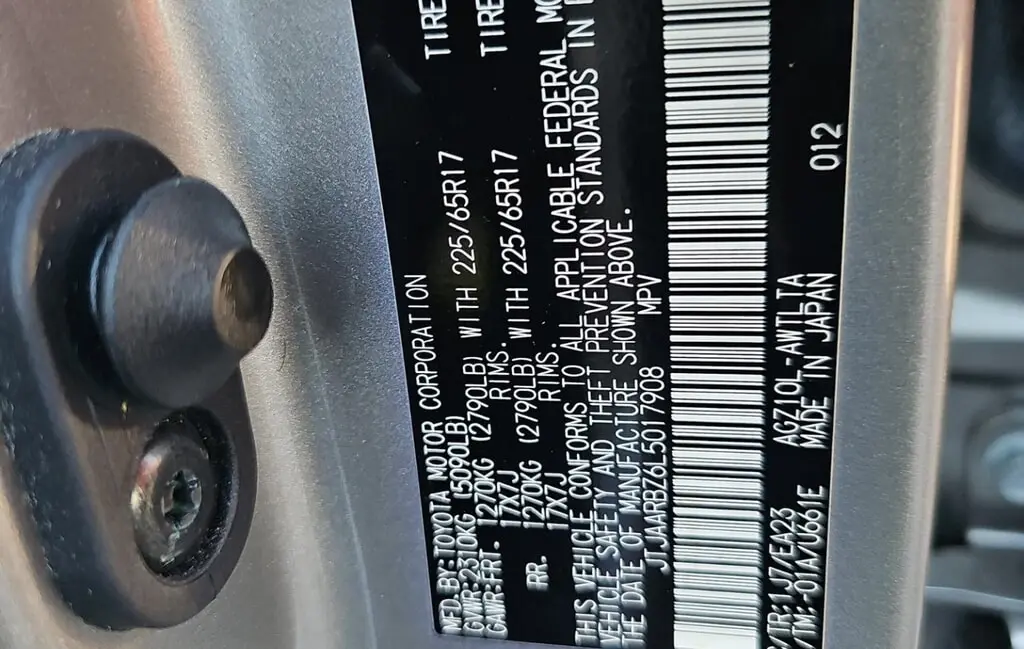 MFD.BY:TOYOTA MOTOR CORPORATION
GVWR:2310KG (5090LB)
GAWR:FRT. 1270KG (2790LB) WITH 225/65R17 TIRE
17X7J RIMS.
RR. 1270KG (2790LB) WITH 225/65R17 TIRE
17X7J RIMS.
THIS VEHICLE CONFORMS TO ALL APPLICABLE FEDERAL MO
VEHICLE SAFETY AND THEFT PREVENTION STANDARDS IN
THE DATE OF MANUFACTURE SHOWN ABOVE.
JTJAARBZ6L5017908 MPV
/TR:1J7/EA23 AGZ10L-AWTLTA 012
/TM:-01A/U661E MADE IN JAPAN